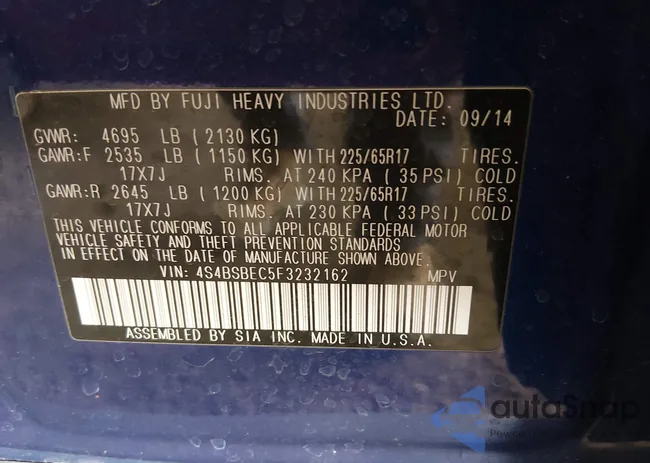 MFD BY FUJI HEAVY INDUSTRIES LTD.
DATE: 09/14
GVWR: 4695 LB (2130 KG)
GAWR:F 2535 LB (1150 KG) WITH 225/65R17 TIRES.
17X7J RIMS. AT 240 KPA (35 PSI) COLD
GAWR:R 2645 LB (1200 KG) WITH 225/65R17 TIRES.
17X7J RIMS. AT 230 KPA (33 PSI) COLD
THIS VEHICLE CONFORMS TO ALL APPLICABLE FEDERAL MOTOR
VEHICLE SAFETY AND THEFT PREVENTION STANDARDS
IN EFFECT ON THE DATE OF MANUFACTURE SHOWN ABOVE.
VIN: 4S4BSBEC5F3232162 MPV
ASSEMBLED BY SIA INC. MADE IN U.S.A.
autoSnap